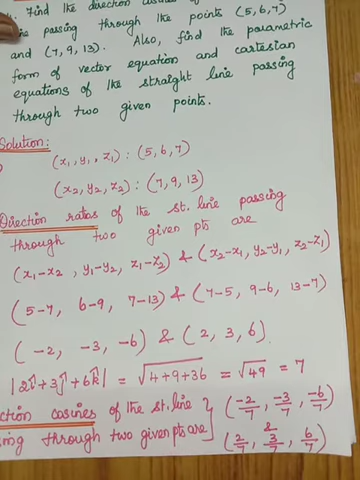 . Find the direction cosines of
line passing through the points (5, 6, 7)
and (7, 9, 13). Also, find the parametric
form of vector equation and cartesian
equations of the straight line passing
through two given points.
Solution:
(x₁, y₁, z₁) : (5, 6, 7)
(x₂, y₂, z₂) : (7, 9, 13)
Direction ratios of the st. line passing
through two given pts are
(x₁-x₂, y₁-y₂, z₁-z₂) & (x₂-x₁, y₂-y₁, z₂-z₁)
(5-7, 6-9, 7-13) & (7-5, 9-6, 13-7)
(-2, -3, -6) & (2, 3, 6).
|2î+3ĵ+6k̂| = √(4+9+36) = √49 = 7
ction cosines of the st. line } (-2/7, -3/7, -6/7)
ing through two given pts are &
(2/7, 3/7, 6/7)